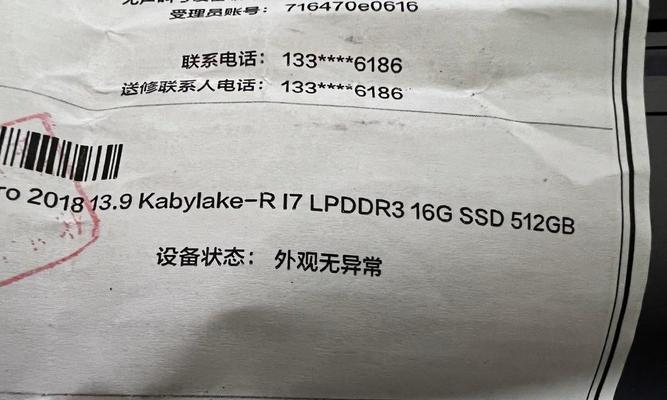 受理员账号： 716470e0616
联系电话： 133****6186
送修联系人电话： 133****6186
ro 2018 13.9 Kabylake-R I7 LPDDR3 16G SSD 512GB
设备状态： 外观无异常